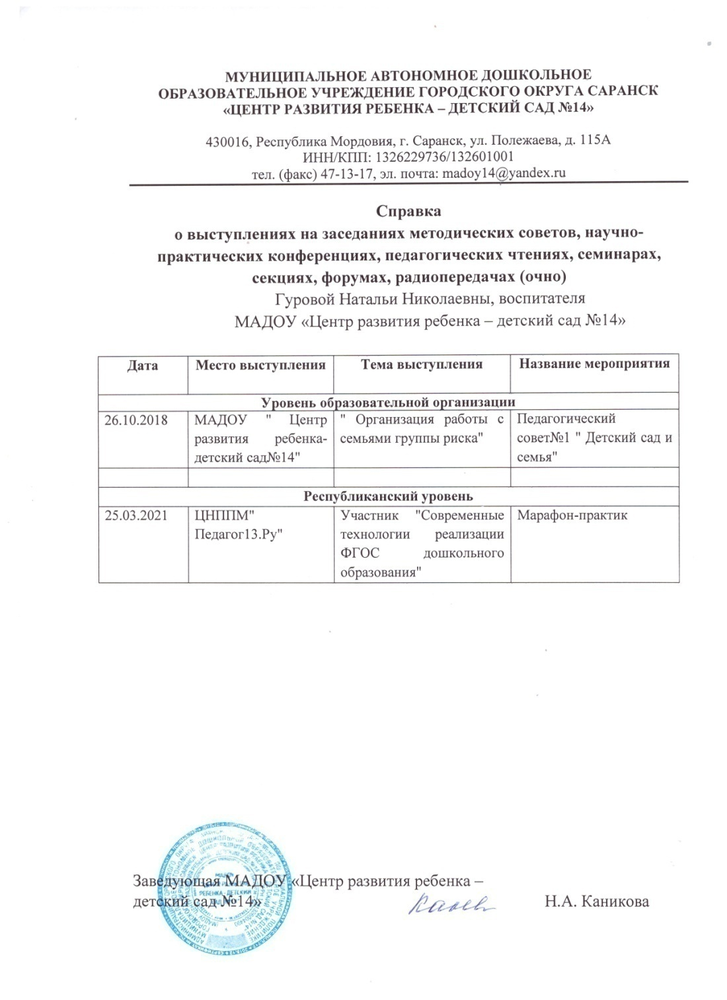 МУНИЦИПАЛЬНОЕ АВТОНОМНОЕ ДОШКОЛЬНОЕ
ОБРАЗОВАТЕЛЬНОЕ УЧРЕЖДЕНИЕ ГОРОДСКОГО ОКРУГА САРАНСК
«ЦЕНТР РАЗВИТИЯ РЕБЕНКА – ДЕТСКИЙ САД №14»
430016, Республика Мордовия, г. Саранск, ул. Полежаева, д. 115А
ИНН/КПП: 1326229736/132601001
тел. (факс) 47-13-17, эл. почта: madoy14@yandex.ru
Справка
о выступлениях на заседаниях методических советов, научно-
практических конференциях, педагогических чтениях, семинарах,
секциях, форумах, радиопередачах (очно)
Гуровой Натальи Николаевны, воспитателя
МАДОУ «Центр развития ребенка – детский сад №14»
Дата Место выступления Тема выступления Название мероприятия
Уровень образовательной организации
26.10.2018 МАДОУ " Центр " Организация работы с Педагогический
развития ребенка- семьями группы риска" совет№1 " Детский сад и
детский сад№14" семья"
Республиканский уровень
25.03.2021 ЦНППМ" Участник "Современные Марафон-практик
Педагог13.Ру" технологии реализации
ФГОС дошкольного
образования"
Заведующая МАДОУ «Центр развития ребенка –
РЕБЕНКА-ДЕТСКИЙ
детский сад №14» Н.А. Каникова